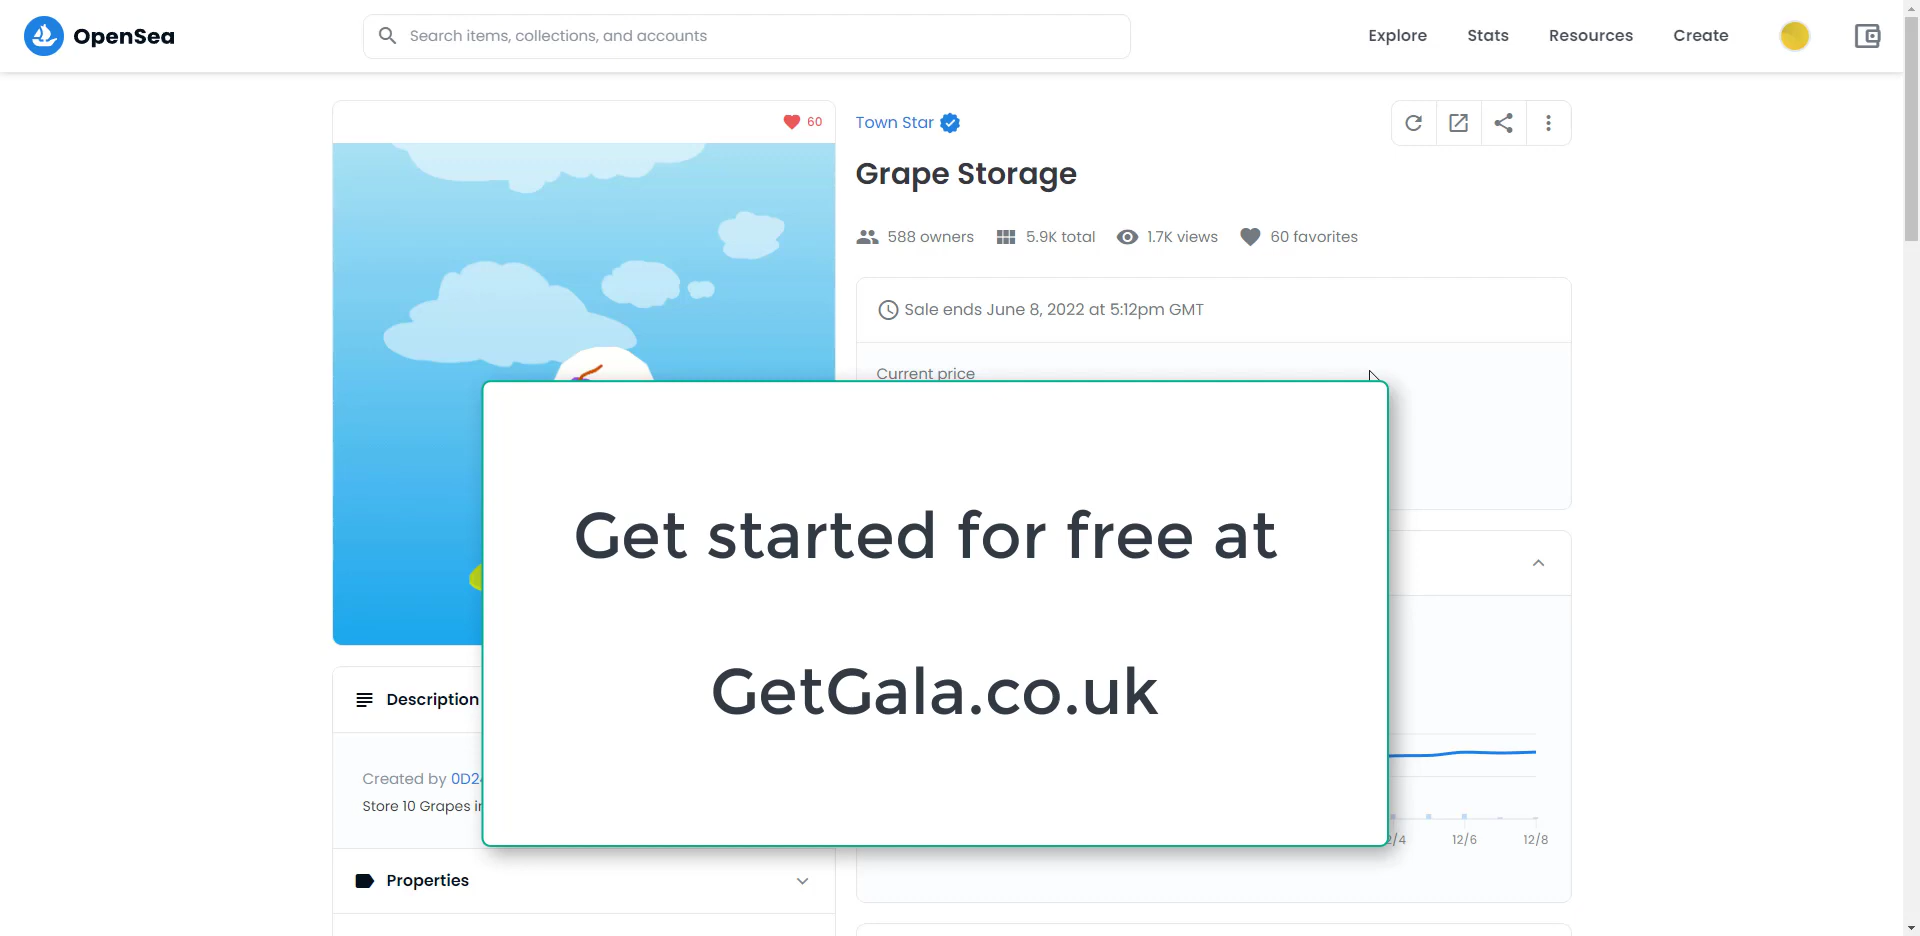 OpenSea
Search items, collections, and accounts
Explore
Stats
Resources
Create
60
Town Star
Grape Storage
588 owners
5.9K total
1.7K views
60 favorites
Sale ends June 8, 2022 at 5:12pm GMT
Current price
Get started for free at
GetGala.co.uk
Description
Created by
Store 10 Grapes
Properties
12/6
12/8